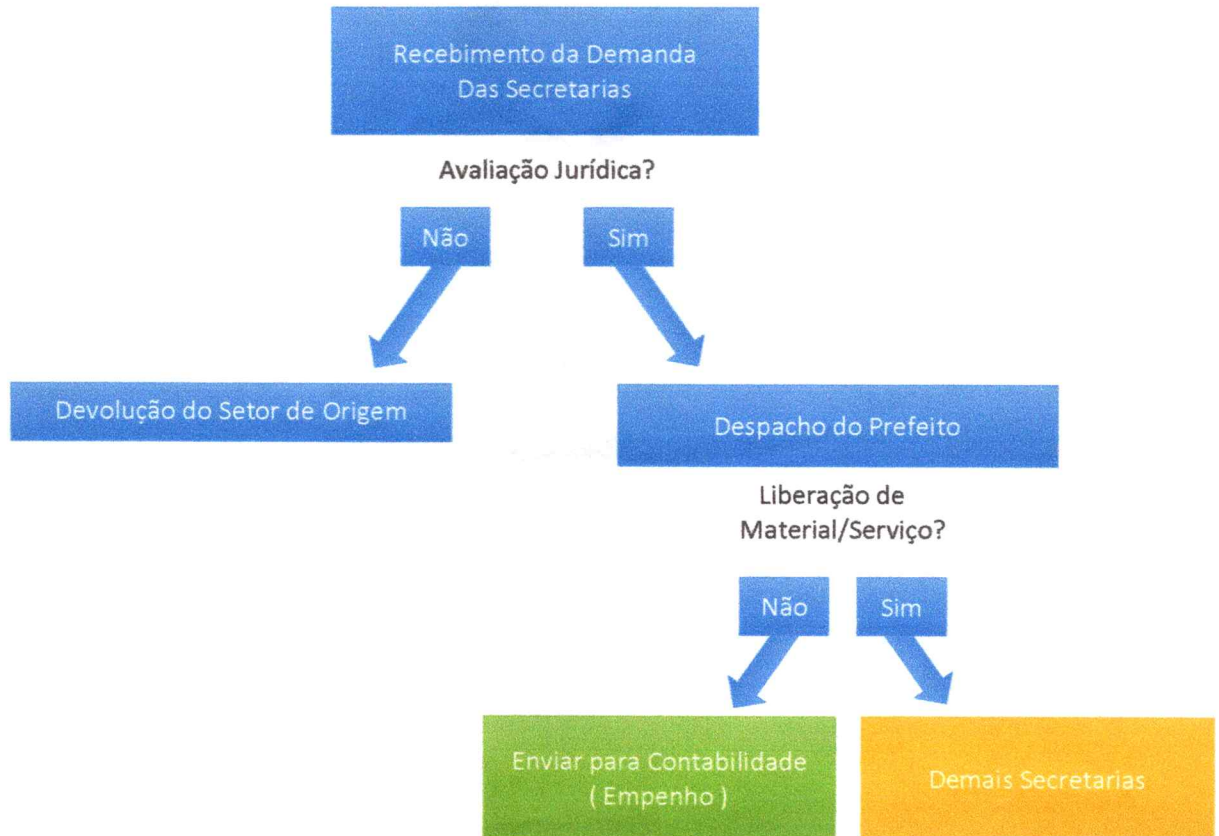 Recebimento da Demanda
Das Secretarias
Avaliação Jurídica?
Não
Sim
Devolução do Setor de Origem
Despacho do Prefeito
Liberação de
Material/Serviço?
Não
Sim
Enviar para Contabilidade
( Empenho )
Demais Secretarias